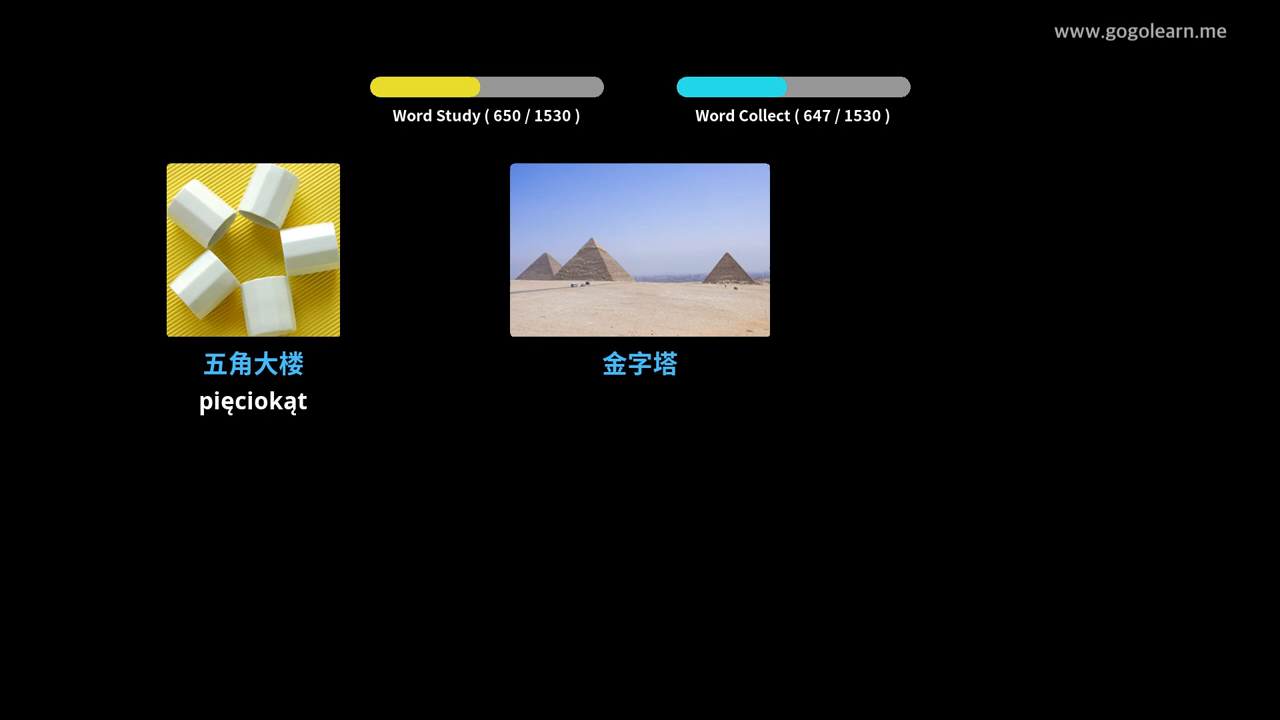 www.gogolearn.me
Word Study ( 650 / 1530 )
Word Collect ( 647 / 1530 )
五角大楼
pięciokąt
金字塔